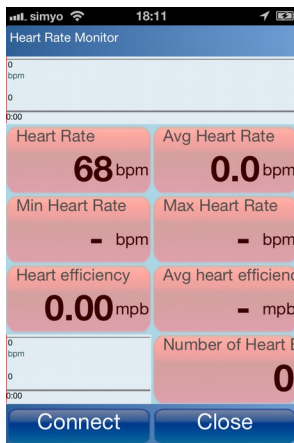 simyo 18:11
Heart Rate Monitor
0
bpm
0
0:00
Heart Rate Avg Heart Rate
68 bpm 0.0 bpm
Min Heart Rate Max Heart Rate
- bpm - bpm
Heart efficiency Avg heart efficienc
0.00 mpb - mpb
0
bpm
0
0:00
Number of Heart B
0
Connect Close